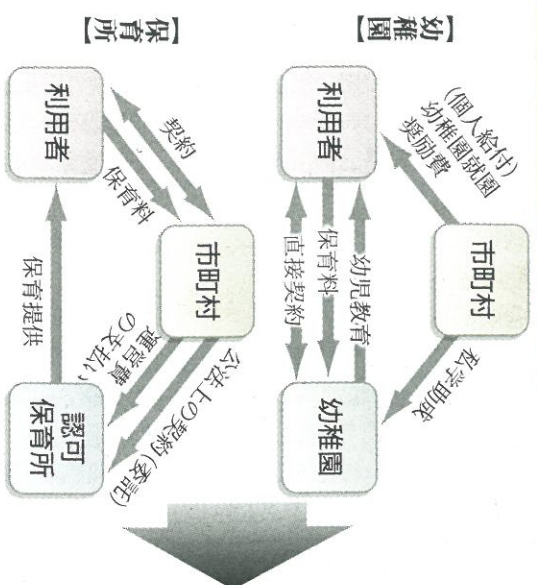 【幼稚園】
(個人給付)
幼稚園就園
奨励費
市町村
私学助成
利用者
幼児教育
保育料
直接契約
幼稚園
【保育所】
契約
保育料
市町村
運営費
の支払い
公法上の契約(委託)
利用者
保育提供
認可
保育所